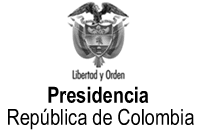 Libertad y Orden
Presidencia
República de Colombia